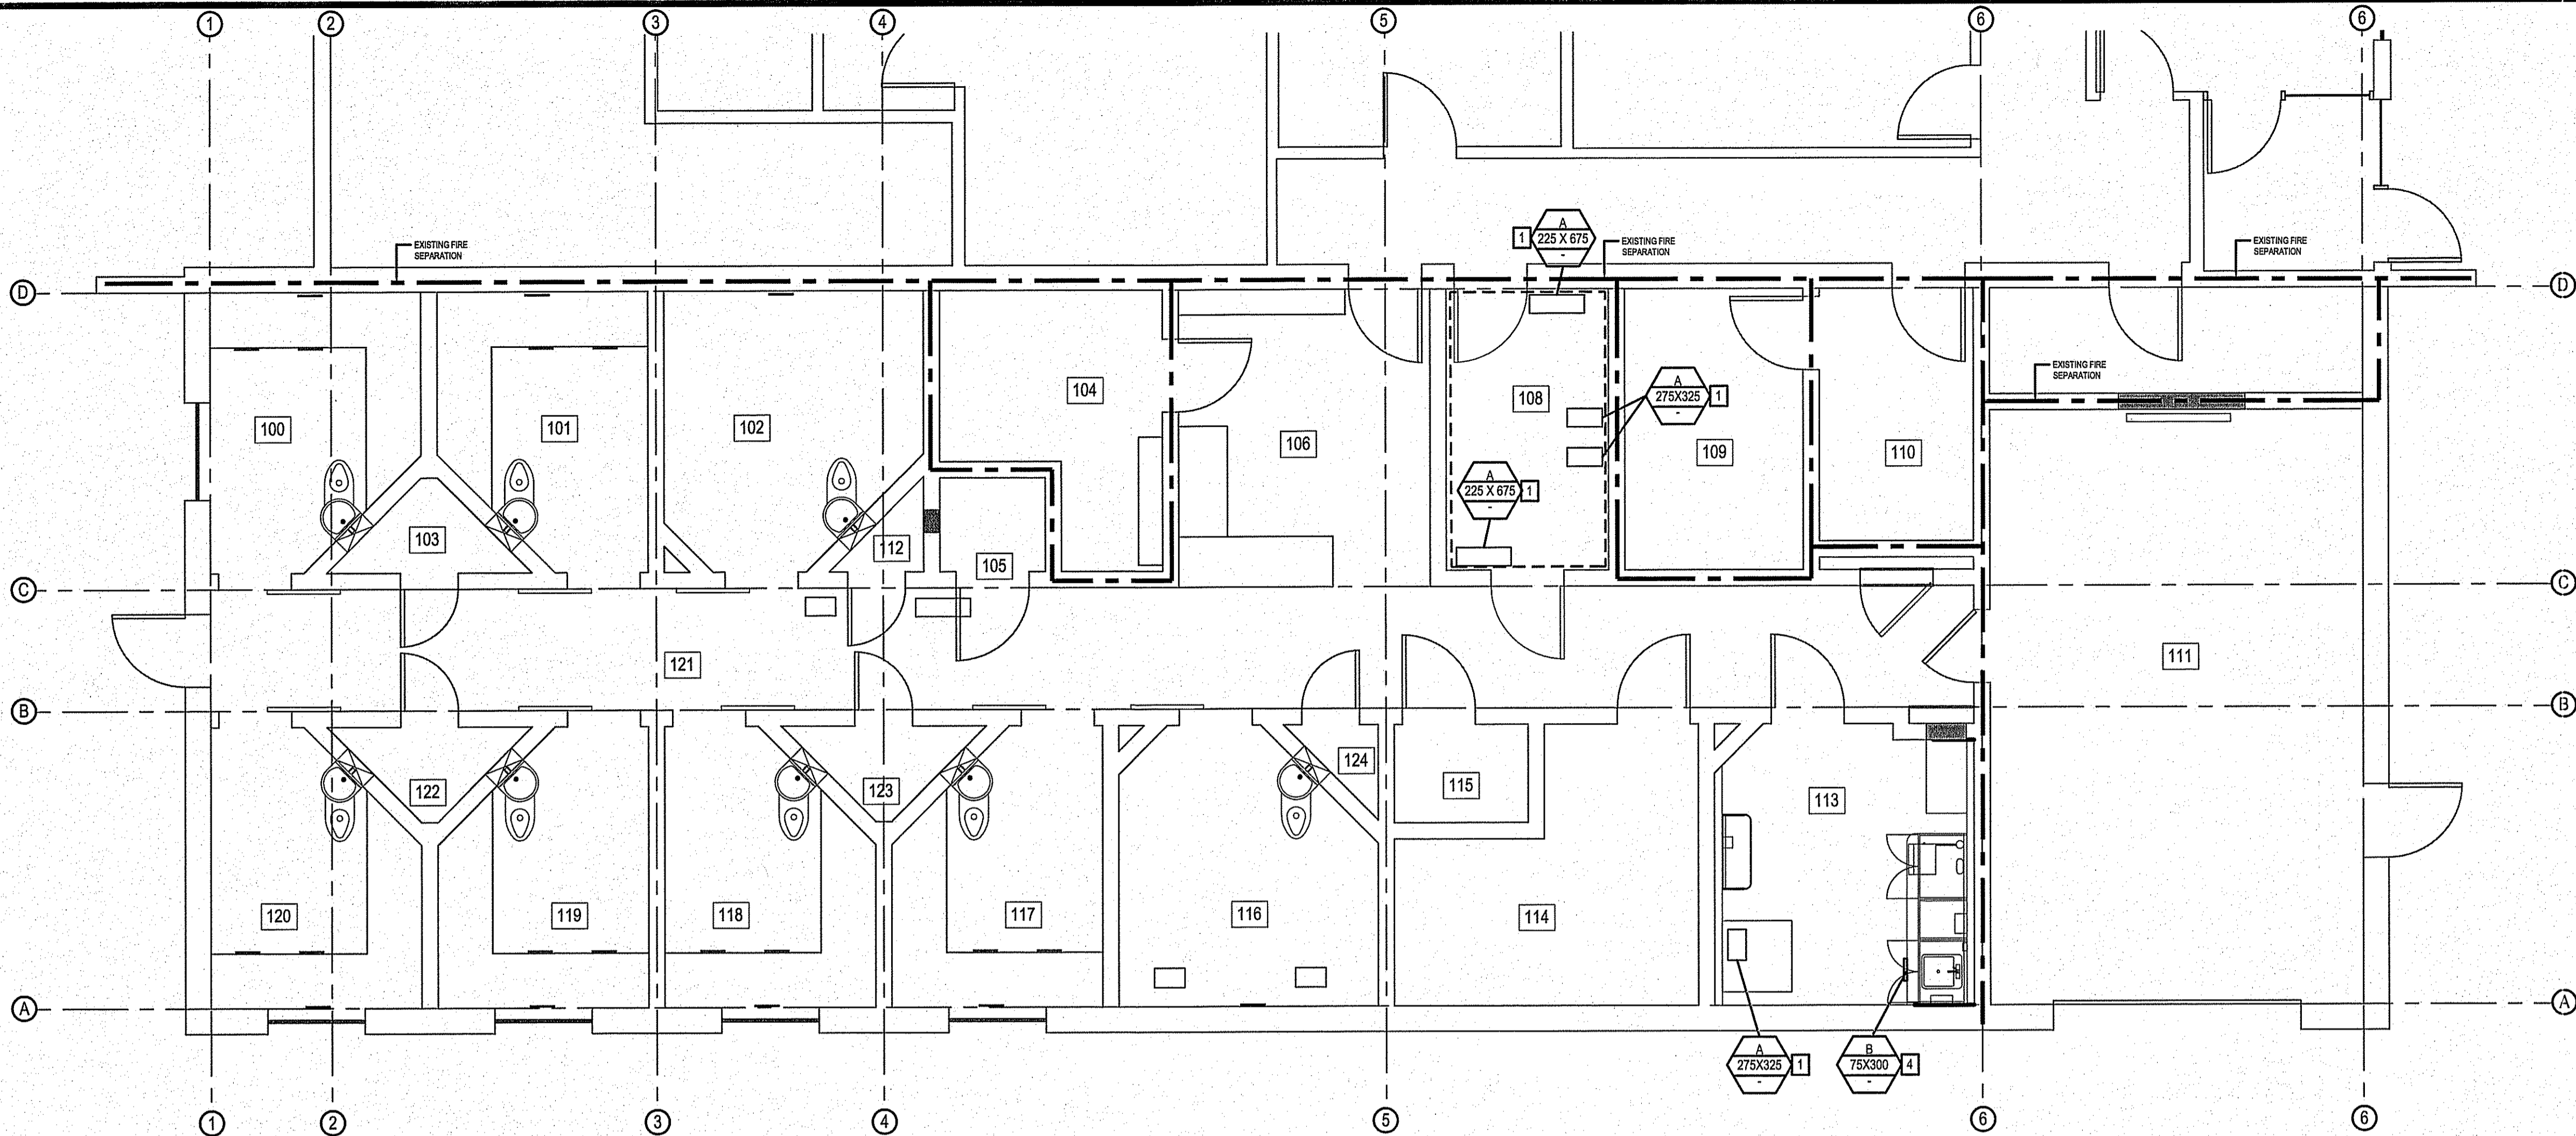 1
2
3
4
5
6
6
EXISTING FIRE
SEPARATION
A
225 X 675
-
1
EXISTING FIRE
SEPARATION
EXISTING FIRE
SEPARATION
D
D
EXISTING FIRE
SEPARATION
100
101
102
104
106
108
A
275X325
-
1
109
110
A
225 X 675
-
1
103
112
105
C
C
121
111
B
B
122
123
124
115
113
120
119
118
117
116
114
A
A
A
275X325
-
1
B
75X300
-
4
1
2
3
4
5
6
6